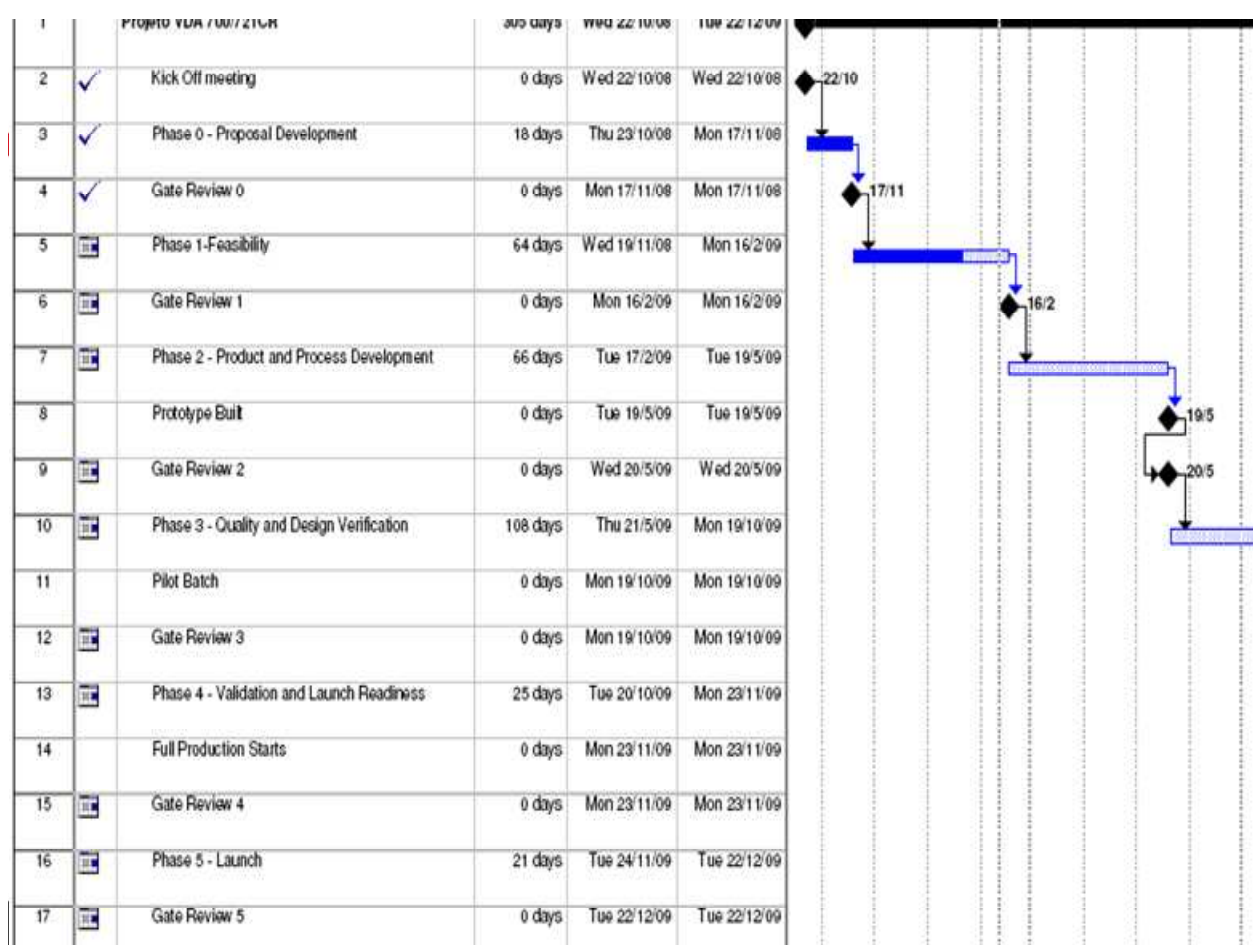 1 Projeto VDA 700/721CR 305 days Wed 22/10/08 Tue 22/12/09
2 Kick Off meeting 0 days Wed 22/10/08 Wed 22/10/08 22/10
3 Phase 0 - Proposal Development 18 days Thu 23/10/08 Mon 17/11/08
4 Gate Review 0 0 days Mon 17/11/08 Mon 17/11/08 17/11
5 Phase 1-Feasibility 64 days Wed 19/11/08 Mon 16/2/09
6 Gate Review 1 0 days Mon 16/2/09 Mon 16/2/09 16/2
7 Phase 2 - Product and Process Development 66 days Tue 17/2/09 Tue 19/5/09
8 Prototype Built 0 days Tue 19/5/09 Tue 19/5/09 19/5
9 Gate Review 2 0 days Wed 20/5/09 Wed 20/5/09 20/5
10 Phase 3 - Quality and Design Verification 108 days Thu 21/5/09 Mon 19/10/09
11 Pilot Batch 0 days Mon 19/10/09 Mon 19/10/09
12 Gate Review 3 0 days Mon 19/10/09 Mon 19/10/09
13 Phase 4 - Validation and Launch Readiness 25 days Tue 20/10/09 Mon 23/11/09
14 Full Production Starts 0 days Mon 23/11/09 Mon 23/11/09
15 Gate Review 4 0 days Mon 23/11/09 Mon 23/11/09
16 Phase 5 - Launch 21 days Tue 24/11/09 Tue 22/12/09
17 Gate Review 5 0 days Tue 22/12/09 Tue 22/12/09